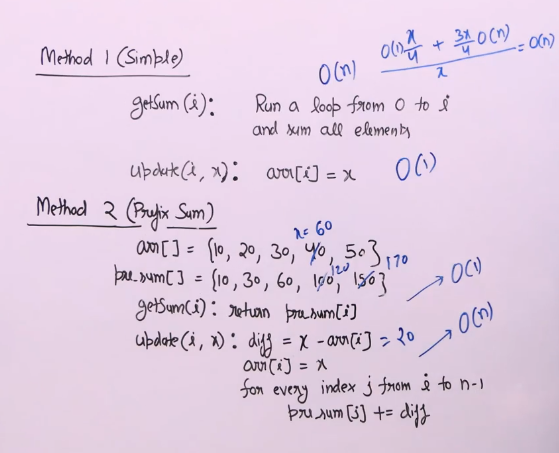 Method 1 (Simple)
O(n) (O(1) x/4 + 3x/4 O(n)) / x = O(n)
getSum(i): Run a loop from 0 to i
and sum all elements
update(i, x): arr[i] = x O(1)
Method 2 (Prefix Sum)
x=60
arr[] = {10, 20, 30, 40, 50}
120 170
pre_sum[] = {10, 30, 60, 100, 150}
getSum(i): return pre_sum[i] → O(1)
update(i, x): diff = x - arr[i] = 20 → O(n)
arr[i] = x
for every index j from i to n-1
pre_sum[j] += diff